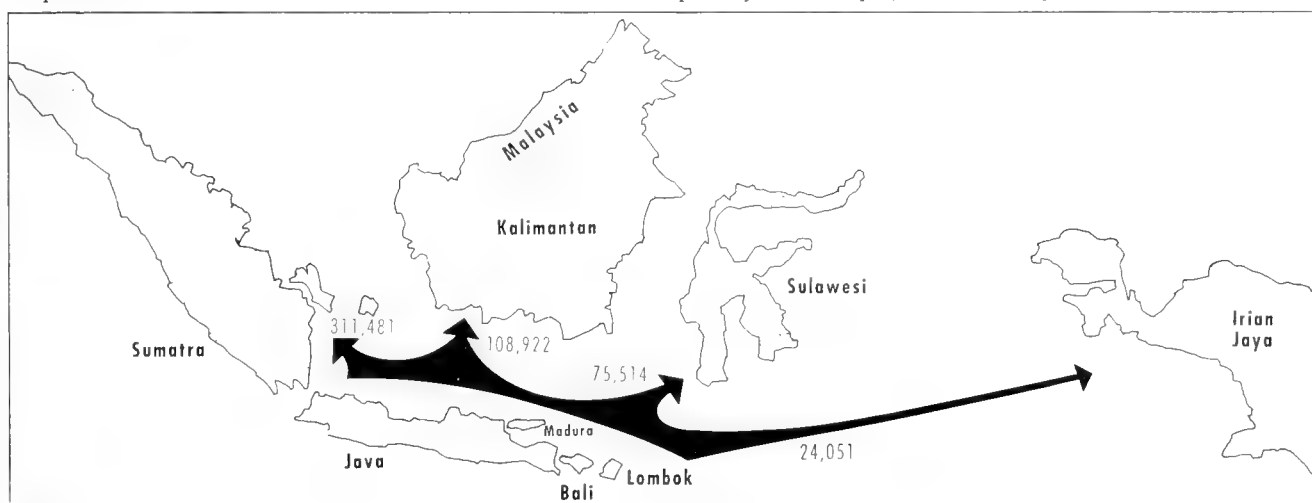 Malaysia
Kalimantan
Sulawesi
311,481
108,922
Sumatra
75,514
Irian
Jaya
Madura
24,051
Java
Lombok
Bali